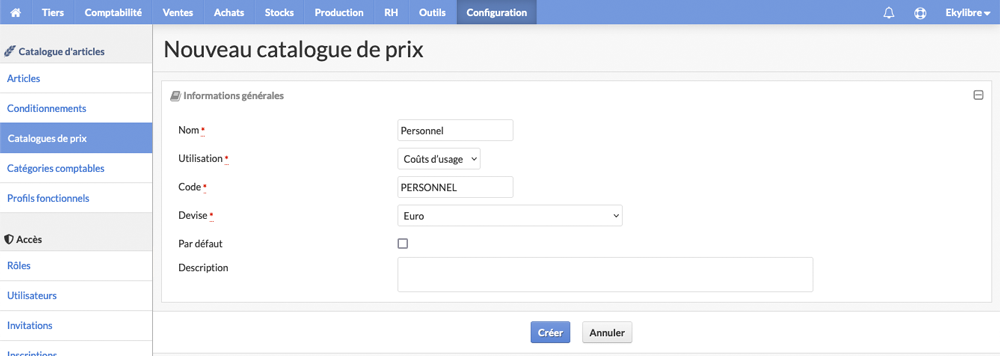 Tiers Comptabilité Ventes Achats Stocks Production RH Outils Configuration Ekylibre
Catalogue d'articles
Articles
Conditionnements
Catalogues de prix
Catégories comptables
Profils fonctionnels
Accès
Rôles
Utilisateurs
Invitations
Inscriptions
Nouveau catalogue de prix
Informations générales
Nom * Personnel
Utilisation * Coûts d'usage
Code * PERSONNEL
Devise * Euro
Par défaut
Description
Créer Annuler